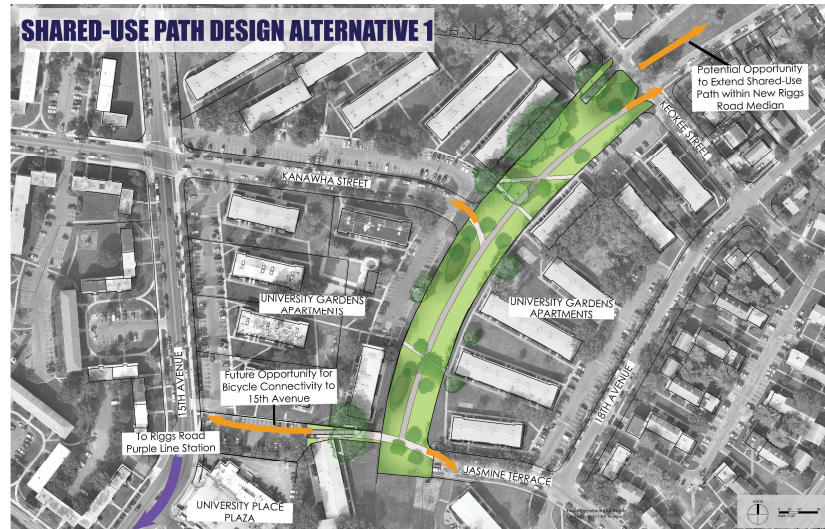 SHARED-USE PATH DESIGN ALTERNATIVE 1
Potential Opportunity
to Extend Shared-Use
Path within New Riggs
Road Median
KEOKEE STREET
KANAWHA STREET
UNIVERSITY GARDENS
APARTMENTS
UNIVERSITY GARDENS
APARTMENTS
15TH AVENUE
18TH AVENUE
Future Opportunity for
Bicycle Connectivity to
15th Avenue
To Riggs Road
Purple Line Station
JASMINE TERRACE
UNIVERSITY PLACE
PLAZA
NORTH